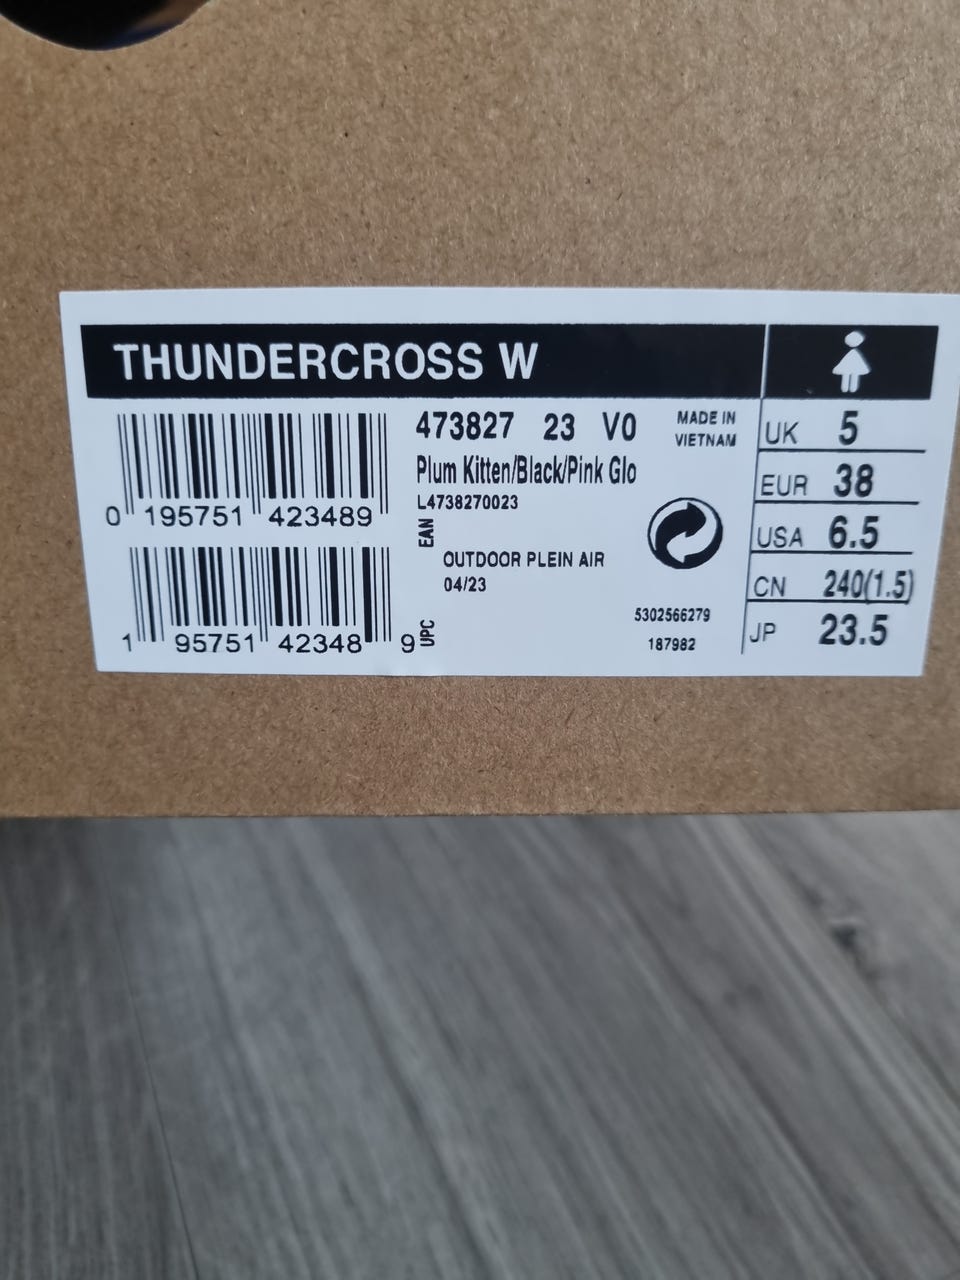 THUNDERCROSS W
473827 23 V0
MADE IN
VIETNAM
Plum Kitten/Black/Pink Glo
L4738270023
0 195751 423489
EAN
OUTDOOR PLEIN AIR
04/23
5302566279
187982
1 95751 42348 9
UPC
UK 5
EUR 38
USA 6.5
CN 240(1.5)
JP 23.5